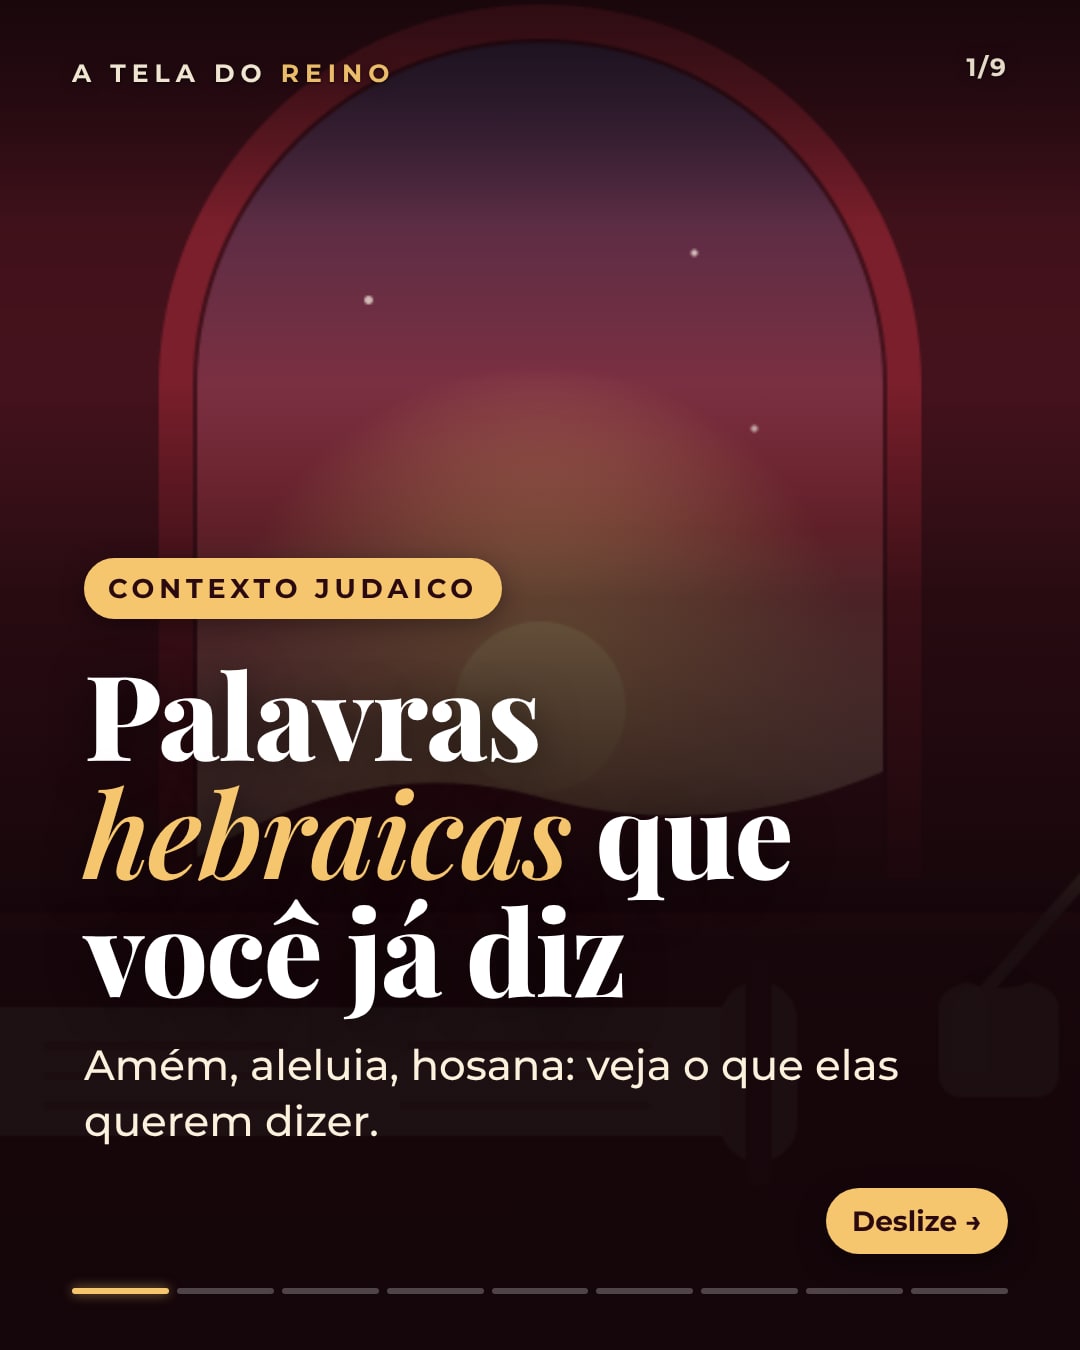 A TELA DO REINO
1/9
CONTEXTO JUDAICO
Palavras
hebraicas que
você já diz
Amém, aleluia, hosana: veja o que elas
querem dizer.
Deslize →